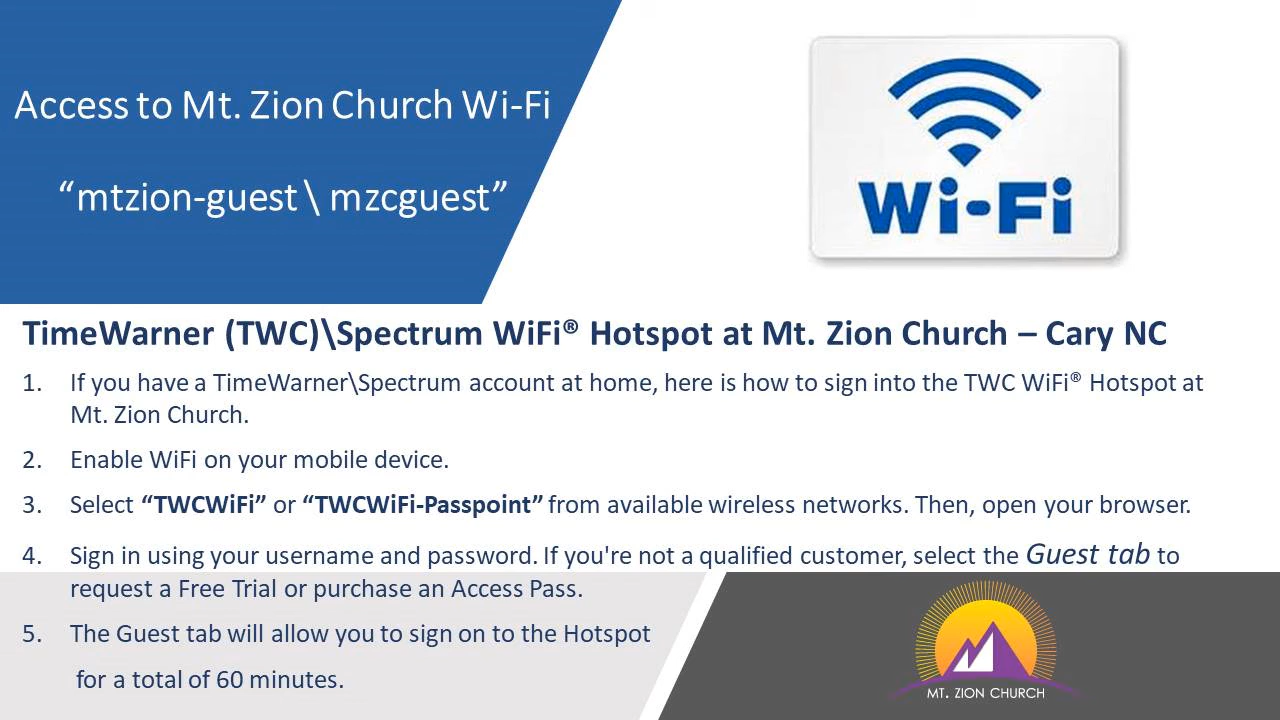 Access to Mt. Zion Church Wi-Fi
“mtzion-guest \ mzcguest”
Wi-Fi
TimeWarner (TWC)\Spectrum WiFi® Hotspot at Mt. Zion Church – Cary NC
1. If you have a TimeWarner\Spectrum account at home, here is how to sign into the TWC WiFi® Hotspot at
Mt. Zion Church.
2. Enable WiFi on your mobile device.
3. Select “TWCWiFi” or “TWCWiFi-Passpoint” from available wireless networks. Then, open your browser.
4. Sign in using your username and password. If you're not a qualified customer, select the Guest tab to
request a Free Trial or purchase an Access Pass.
5. The Guest tab will allow you to sign on to the Hotspot
for a total of 60 minutes.
MT. ZION CHURCH